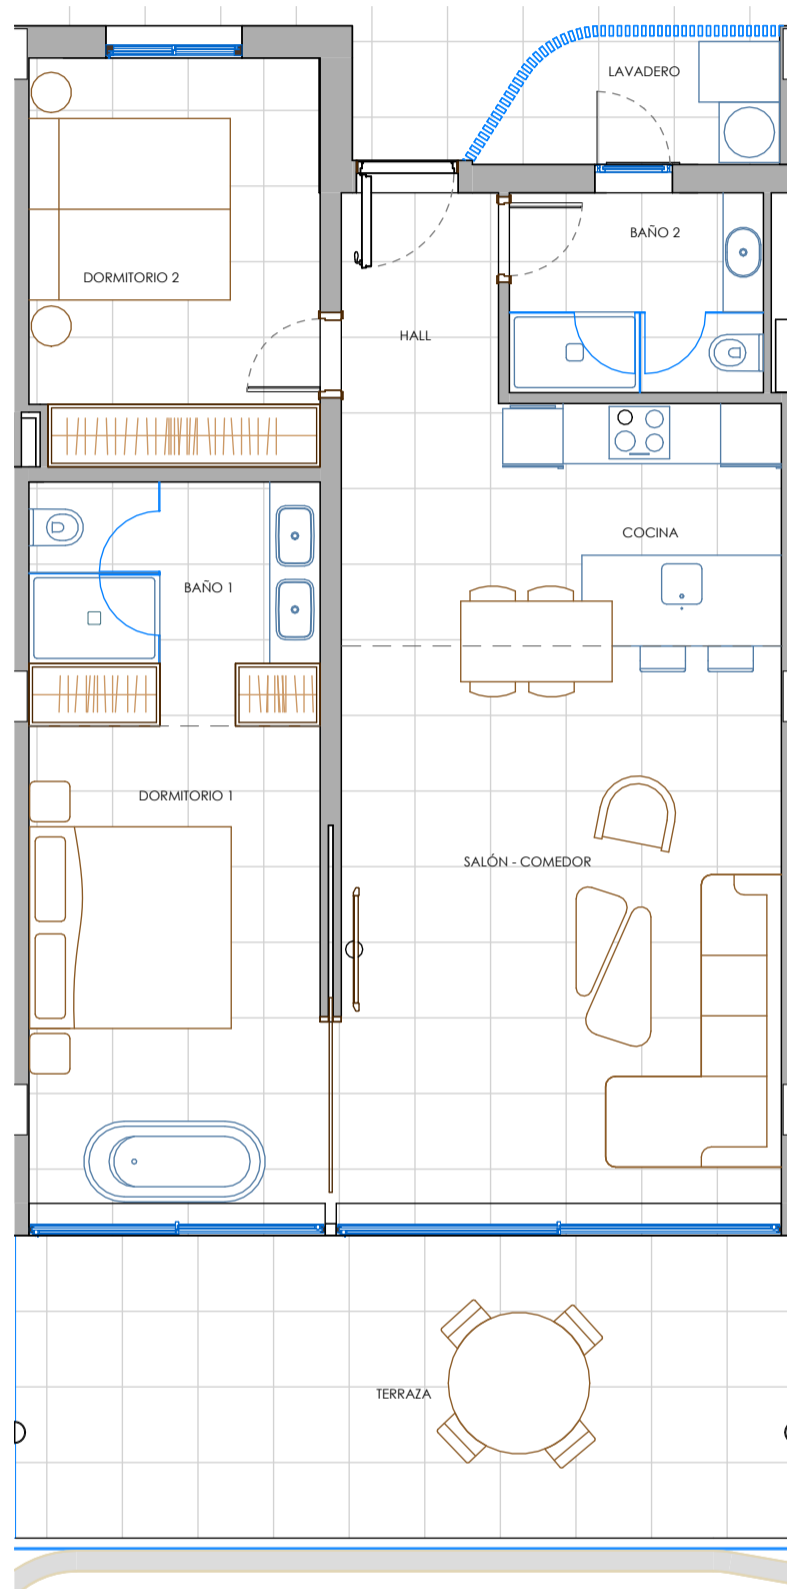 LAVADERO
BAÑO 2
DORMITORIO 2
HALL
COCINA
BAÑO 1
DORMITORIO 1
SALÓN - COMEDOR
TERRAZA